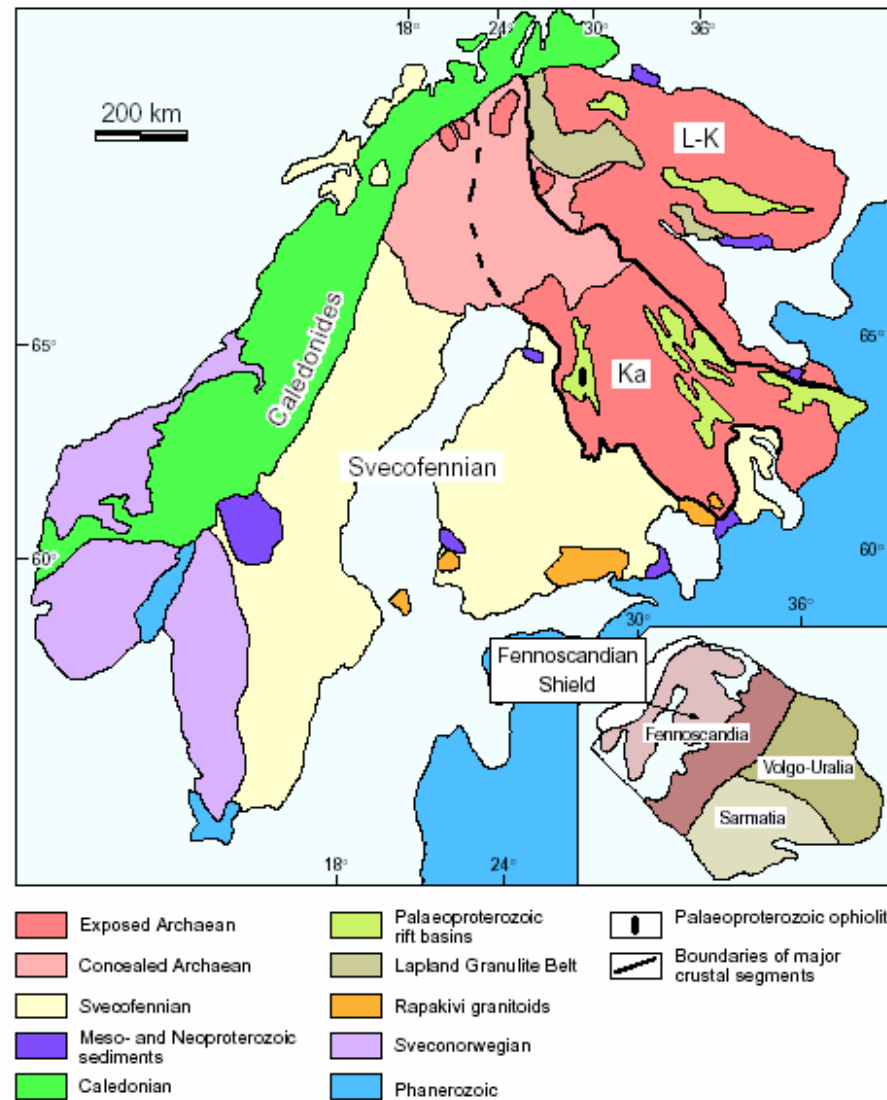 18° 24° 30° 36°
200 km
L-K
Caledonides
65°
65°
Ka
Svecofennian
60°
60°
36°
30°
Fennoscandian
Shield
Fennoscandia
Volgo-Uralia
Sarmatia
18° 24°
Exposed Archaean
Concealed Archaean
Svecofennian
Meso- and Neoproterozoic
sediments
Caledonian
Palaeoproterozoic
rift basins
Lapland Granulite Belt
Rapakivi granitoids
Sveconorwegian
Phanerozoic
Palaeoproterozoic ophiolit
Boundaries of major
crustal segments